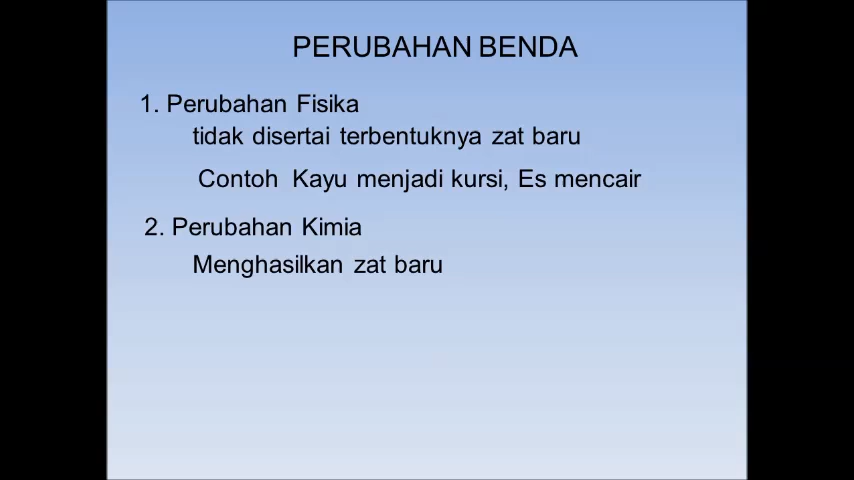 PERUBAHAN BENDA
1. Perubahan Fisika
tidak disertai terbentuknya zat baru
Contoh Kayu menjadi kursi, Es mencair
2. Perubahan Kimia
Menghasilkan zat baru